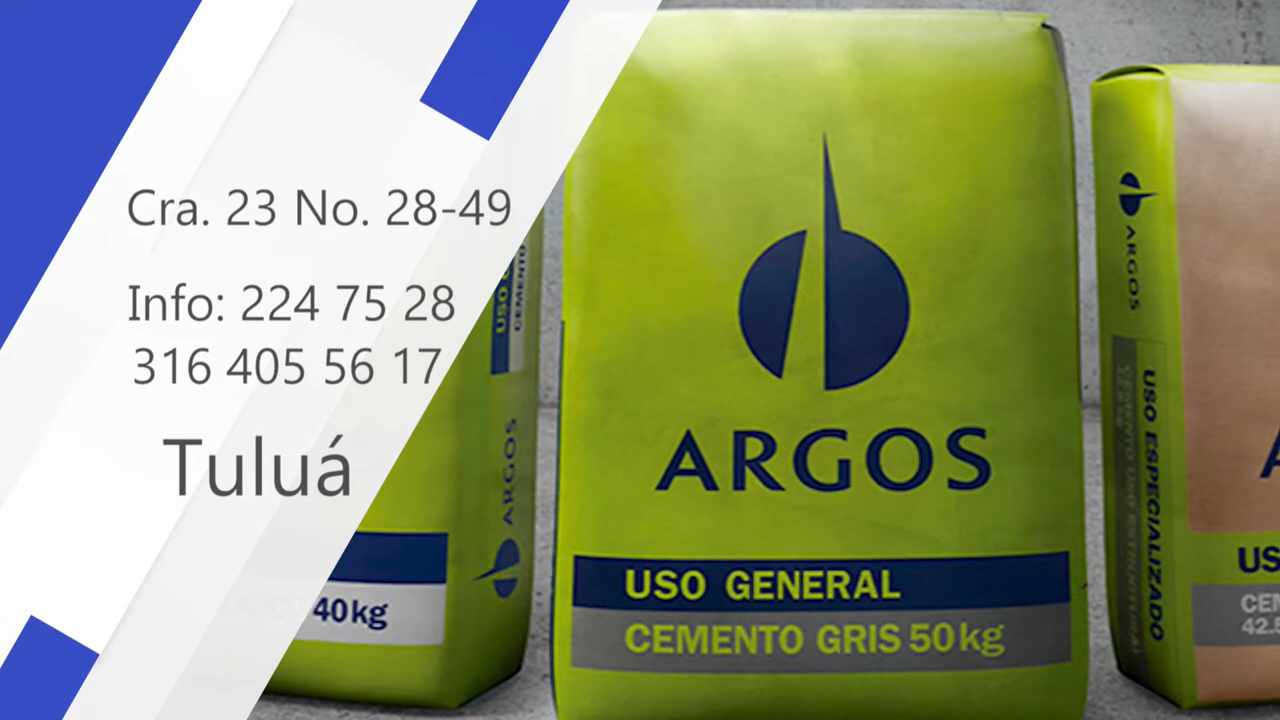 Cra. 23 No. 28-49
Info: 224 75 28
316 405 56 17
Tuluá
USO
CEMENTO
ARGOS
40kg
ARGOS
USO GENERAL
CEMENTO GRIS 50kg
ARGOS
USO ESPECIALIZADO